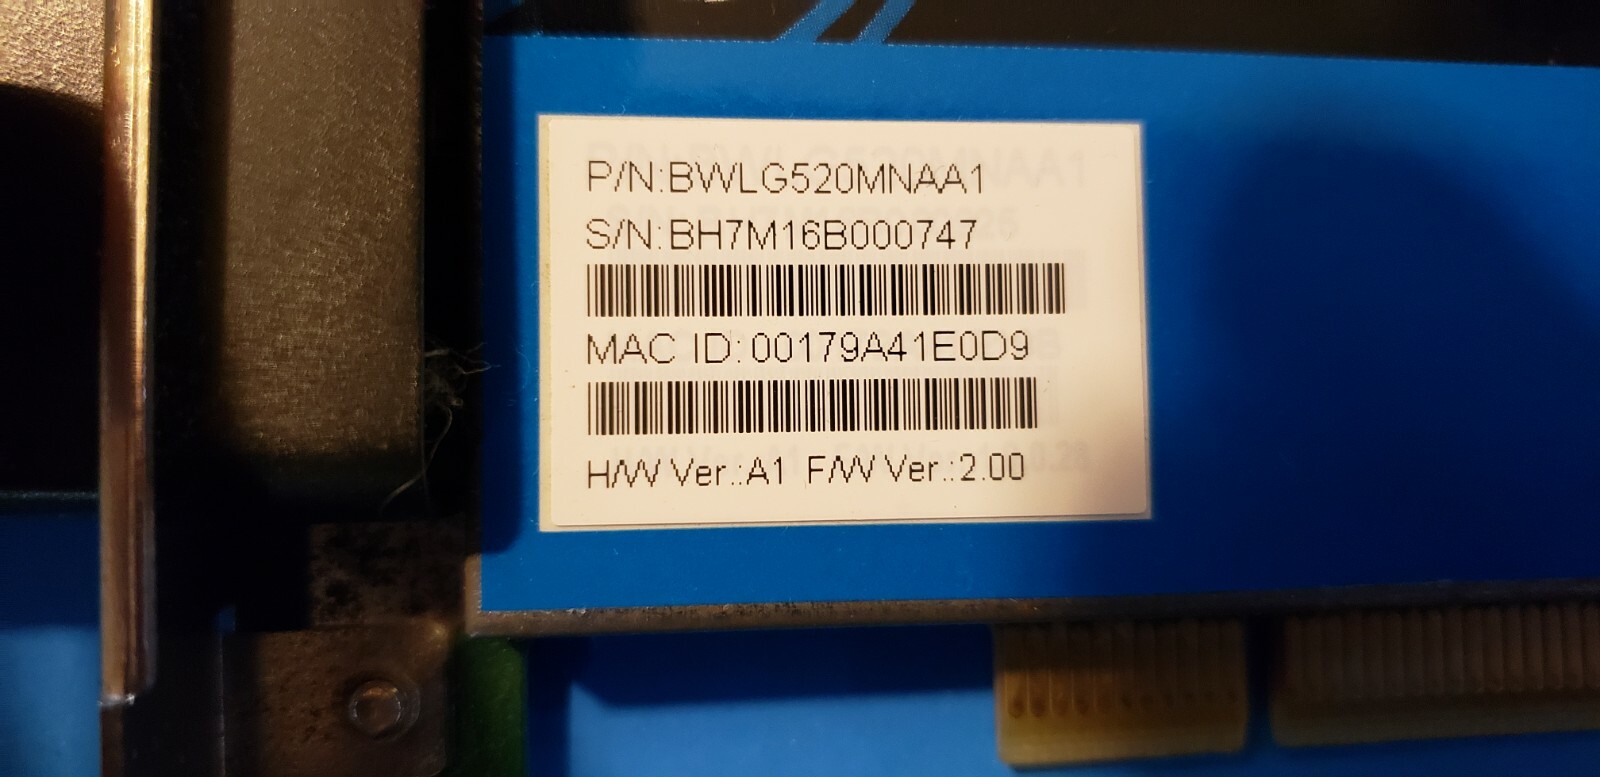 P/N:BWLG520MNAA1
S/N:BH7M16B000747
MAC ID:00179A41E0D9
H/W Ver.:A1 F/W Ver.:2.00